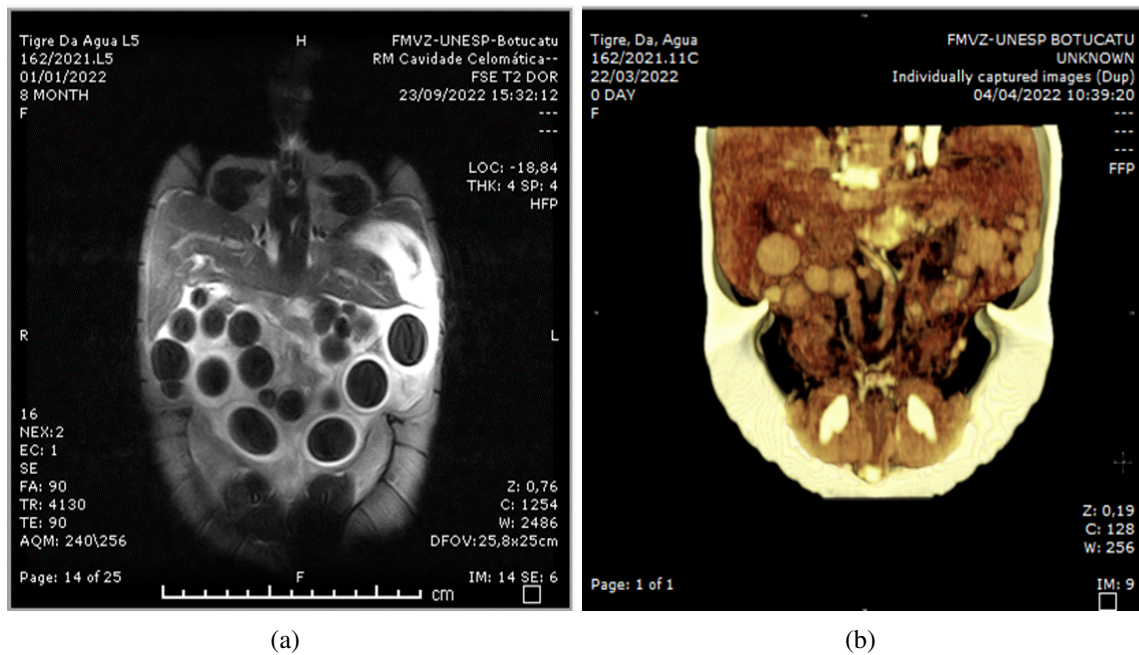 Tigre Da Agua L5
162/2021.L5
01/01/2022
8 MONTH
F
H
FMVZ-UNESP-Botucatu
RM Cavidade Celomática--
FSE T2 DOR
23/09/2022 15:32:12
---
---
LOC: -18,84
THK: 4 SP: 4
HFP
R
L
16
NEX:2
EC: 1
SE
FA: 90
TR: 4130
TE: 90
AQM: 240\256
Z: 0,76
C: 1254
W: 2486
DFOV:25,8x25cm
Page: 14 of 25
F
IM: 14 SE: 6
cm
(a)
Tigre, Da, Agua
162/2021.11C
22/03/2022
0 DAY
F
FMVZ-UNESP BOTUCATU
UNKNOWN
Individually captured images (Dup)
04/04/2022 10:39:20
---
---
---
FFP
Z: 0,19
C: 128
W: 256
Page: 1 of 1
IM: 9
(b)